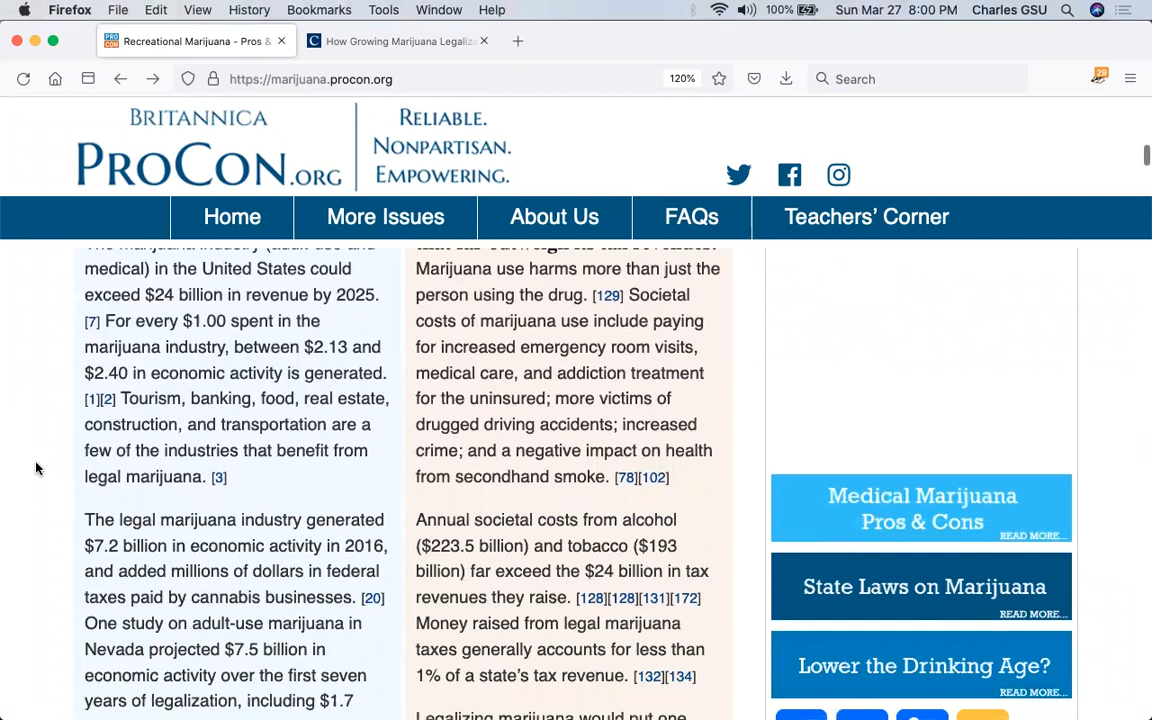 Firefox File Edit View History Bookmarks Tools Window Help 100% Sun Mar 27 8:00 PM Charles GSU
PRO CON Recreational Marijuana - Pros &
C How Growing Marijuana Legaliz
https://marijuana.procon.org 120% Search 29
BRITANNICA
PROCON.ORG
RELIABLE.
NONPARTISAN.
EMPOWERING.
Home More Issues About Us FAQs Teachers' Corner
medical) in the United States could
exceed $24 billion in revenue by 2025.
[7] For every $1.00 spent in the
marijuana industry, between $2.13 and
$2.40 in economic activity is generated.
[1][2] Tourism, banking, food, real estate,
construction, and transportation are a
few of the industries that benefit from
legal marijuana. [3]
The legal marijuana industry generated
$7.2 billion in economic activity in 2016,
and added millions of dollars in federal
taxes paid by cannabis businesses. [20]
One study on adult-use marijuana in
Nevada projected $7.5 billion in
economic activity over the first seven
years of legalization, including $1.7
Marijuana use harms more than just the
person using the drug. [129] Societal
costs of marijuana use include paying
for increased emergency room visits,
medical care, and addiction treatment
for the uninsured; more victims of
drugged driving accidents; increased
crime; and a negative impact on health
from secondhand smoke. [78][102]
Annual societal costs from alcohol
($223.5 billion) and tobacco ($193
billion) far exceed the $24 billion in tax
revenues they raise. [128][128][131][172]
Money raised from legal marijuana
taxes generally accounts for less than
1% of a state's tax revenue. [132][134]
Legalizing marijuana would put one
Medical Marijuana
Pros & Cons
READ MORE...
State Laws on Marijuana
READ MORE...
Lower the Drinking Age?
READ MORE...